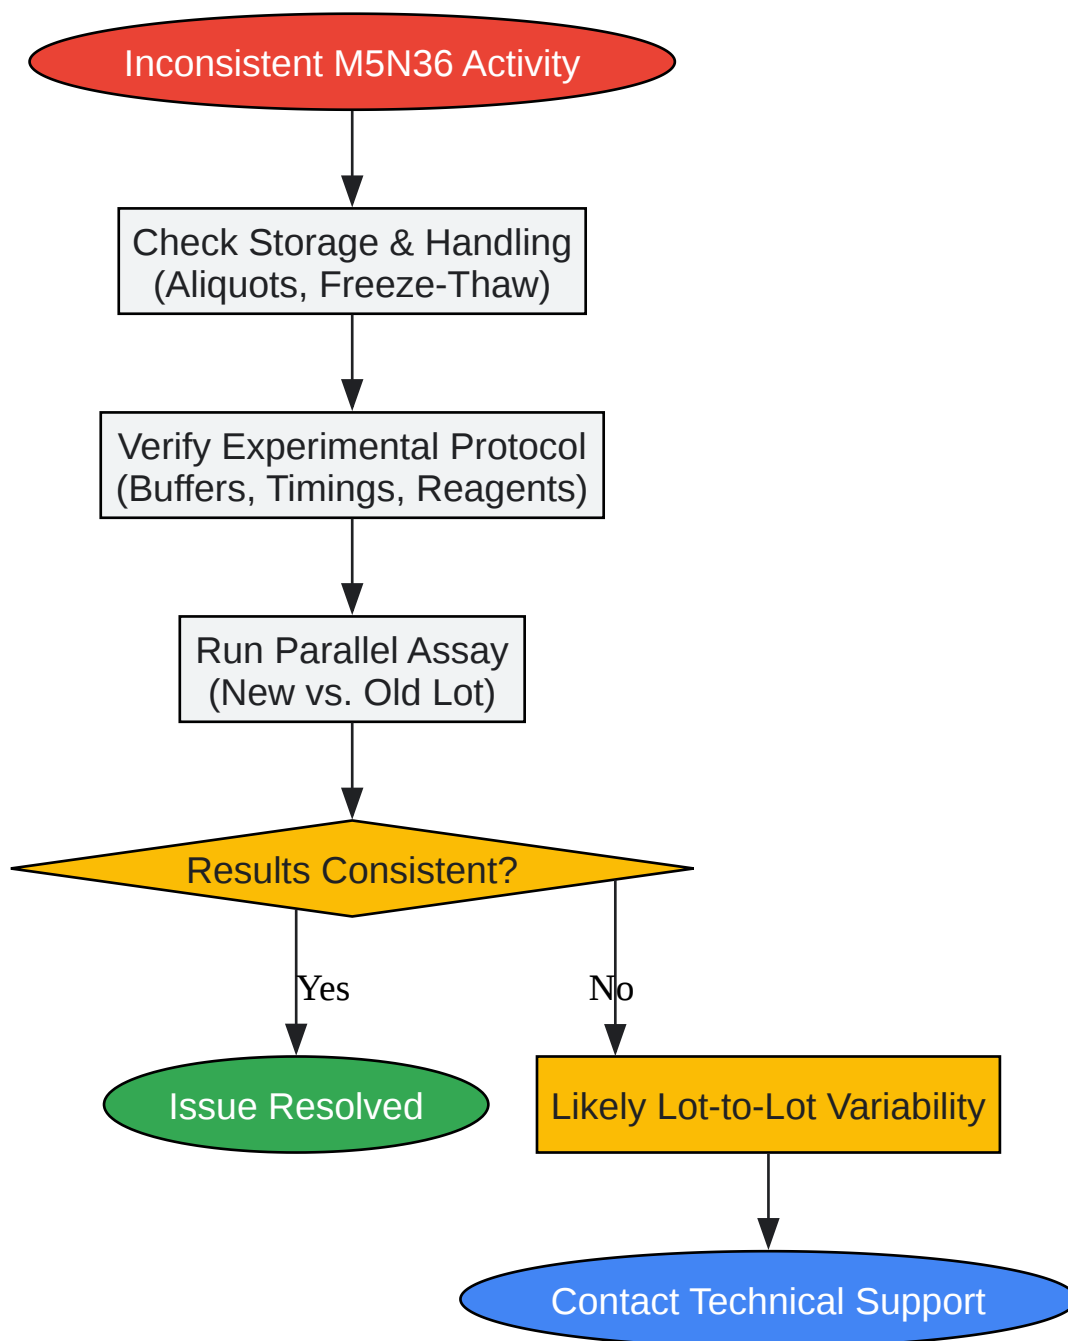 Inconsistent M5N36 Activity
Check Storage & Handling
(Aliquots, Freeze-Thaw)
Verify Experimental Protocol
(Buffers, Timings, Reagents)
Run Parallel Assay
(New vs. Old Lot)
Results Consistent?
Yes
No
Issue Resolved
Likely Lot-to-Lot Variability
Contact Technical Support